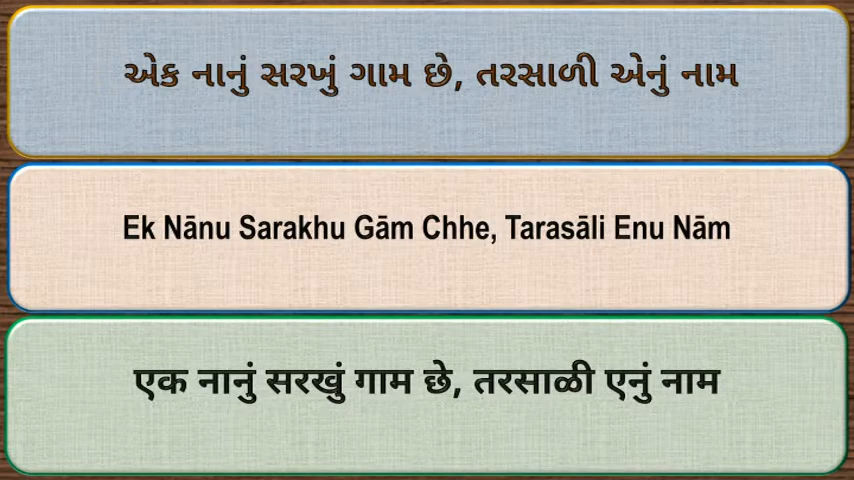 એક નાનું સરખું ગામ છે, તરસાળી એનું નામ
Ek Nānu Sarakhu Gām Chhe, Tarasāli Enu Nām
एक नानुं सरखुं गाम छे, तरसाळी एनुं नाम